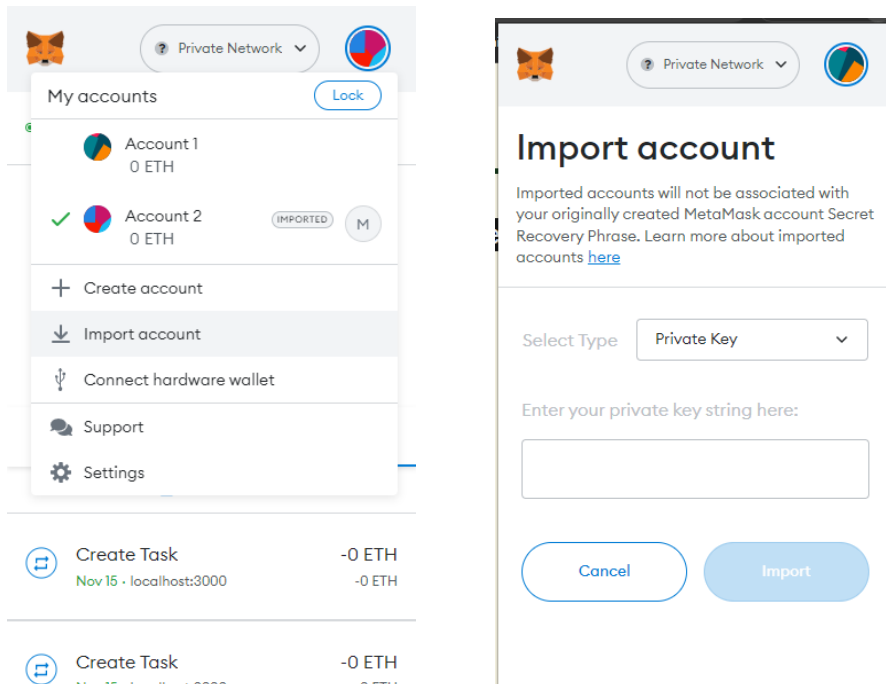 Private Network
My accounts
Lock
Account 1
0 ETH
Account 2
IMPORTED
M
0 ETH
Create account
Import account
Connect hardware wallet
Support
Settings
Create Task
-0 ETH
Nov 15 · localhost:3000
-0 ETH
Create Task
-0 ETH
Private Network
Import account
Imported accounts will not be associated with
your originally created MetaMask account Secret
Recovery Phrase. Learn more about imported
accounts here
Select Type
Private Key
Enter your private key string here:
Cancel
Import